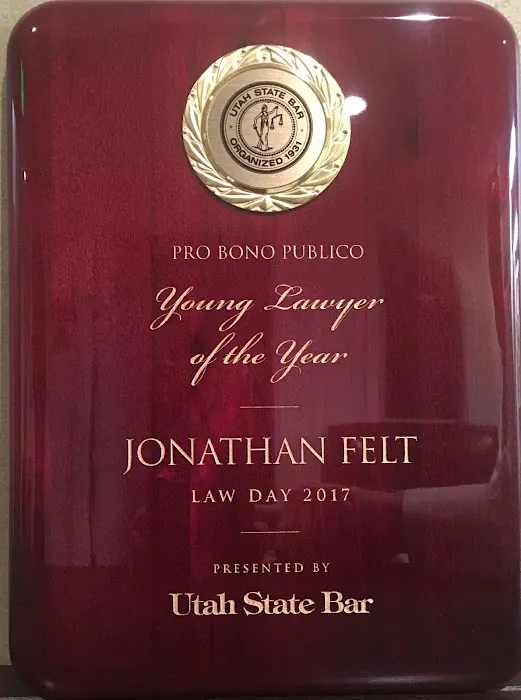 UTAH STATE BAR
ORGANIZED 1931
PRO BONO PUBLICO
Young Lawyer
of the Year
JONATHAN FELT
LAW DAY 2017
PRESENTED BY
Utah State Bar